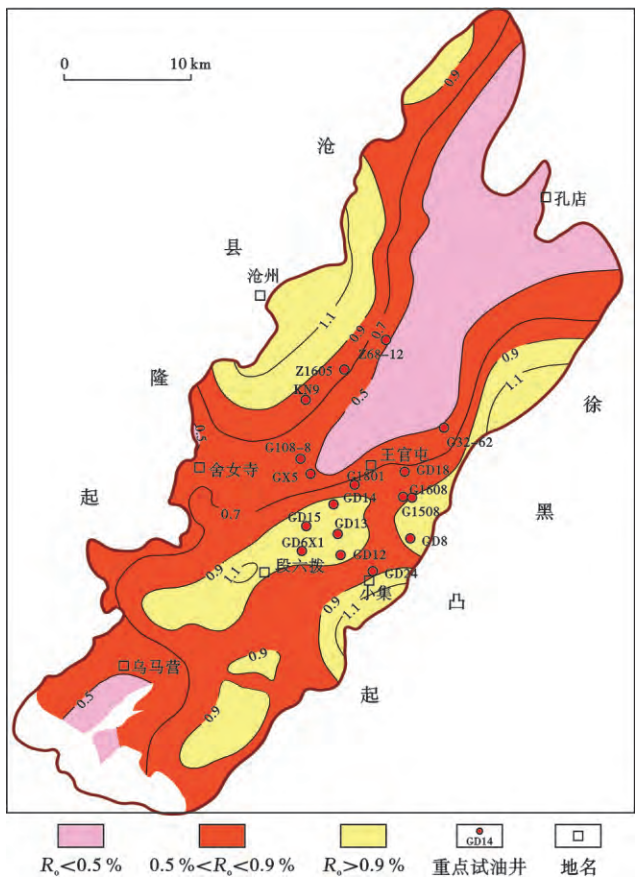 0 10 km
0.9
沧
孔店
县
沧州
1.1
0.9
0.7
Z68-12
Z1605
0.5
KN9
隆
0.9
1.1
徐
0.5
G32-62
G108-8
王官屯
舍女寺
GX5
G1801
GD18
起
0.7
GD14
G1608
黑
G1508
GD15
GD13
GD6X1
GD12
GD8
0.9
1.1
段六拨
GD24
小集
凸
0.9
1.1
0.9
乌马营
起
0.5
0.9
GD14
Rₒ<0.5% 0.5%<Rₒ<0.9% Rₒ>0.9% 重点试油井 地名